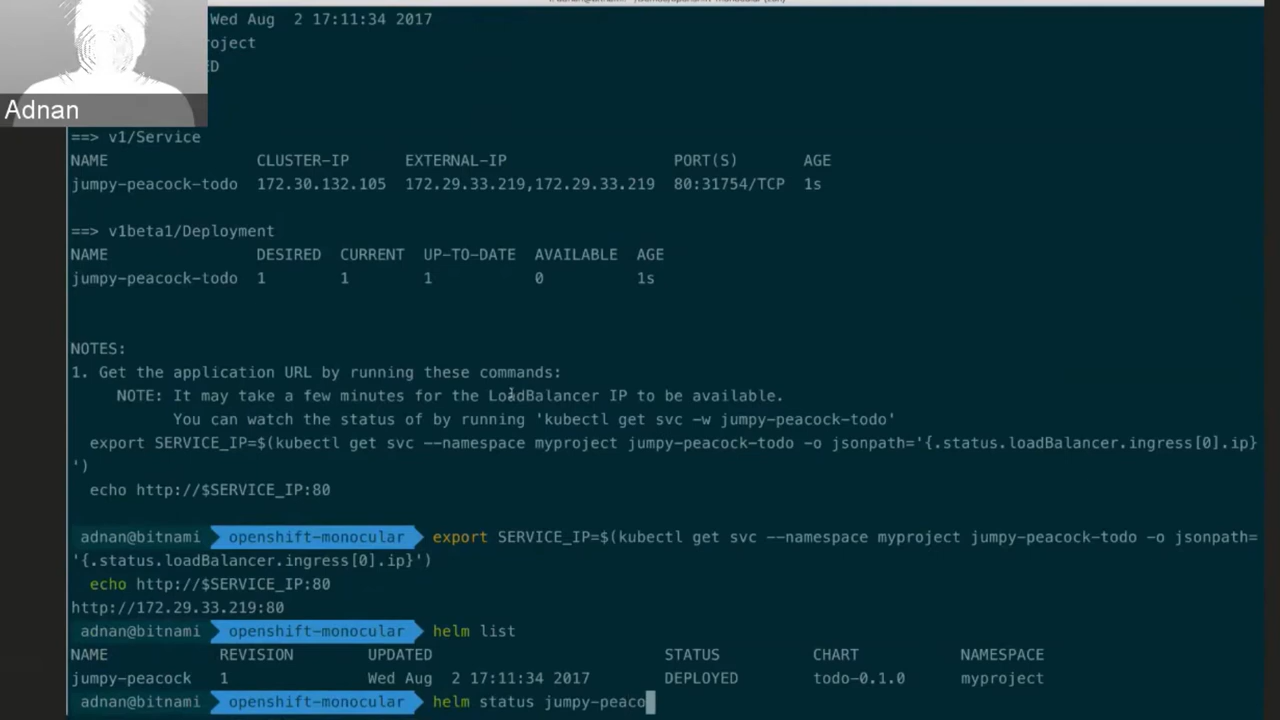 Wed Aug  2 17:11:34 2017
Adnan
==> v1/Service
NAME CLUSTER-IP EXTERNAL-IP PORT(S) AGE
jumpy-peacock-todo 172.30.132.105 172.29.33.219,172.29.33.219 80:31754/TCP 1s
==> v1beta1/Deployment
NAME DESIRED CURRENT UP-TO-DATE AVAILABLE AGE
jumpy-peacock-todo 1 1 1 0 1s
NOTES:
1. Get the application URL by running these commands:
NOTE: It may take a few minutes for the LoadBalancer IP to be available.
You can watch the status of by running 'kubectl get svc -w jumpy-peacock-todo'
export SERVICE_IP=$(kubectl get svc --namespace myproject jumpy-peacock-todo -o jsonpath='{.status.loadBalancer.ingress[0].ip}
')
echo http://$SERVICE_IP:80
adnan@bitnami openshift-monocular export SERVICE_IP=$(kubectl get svc --namespace myproject jumpy-peacock-todo -o jsonpath=
'{.status.loadBalancer.ingress[0].ip}')
echo http://$SERVICE_IP:80
http://172.29.33.219:80
adnan@bitnami openshift-monocular helm list
NAME REVISION UPDATED STATUS CHART NAMESPACE
jumpy-peacock 1 Wed Aug  2 17:11:34 2017 DEPLOYED todo-0.1.0 myproject
adnan@bitnami openshift-monocular helm status jumpy-peaco